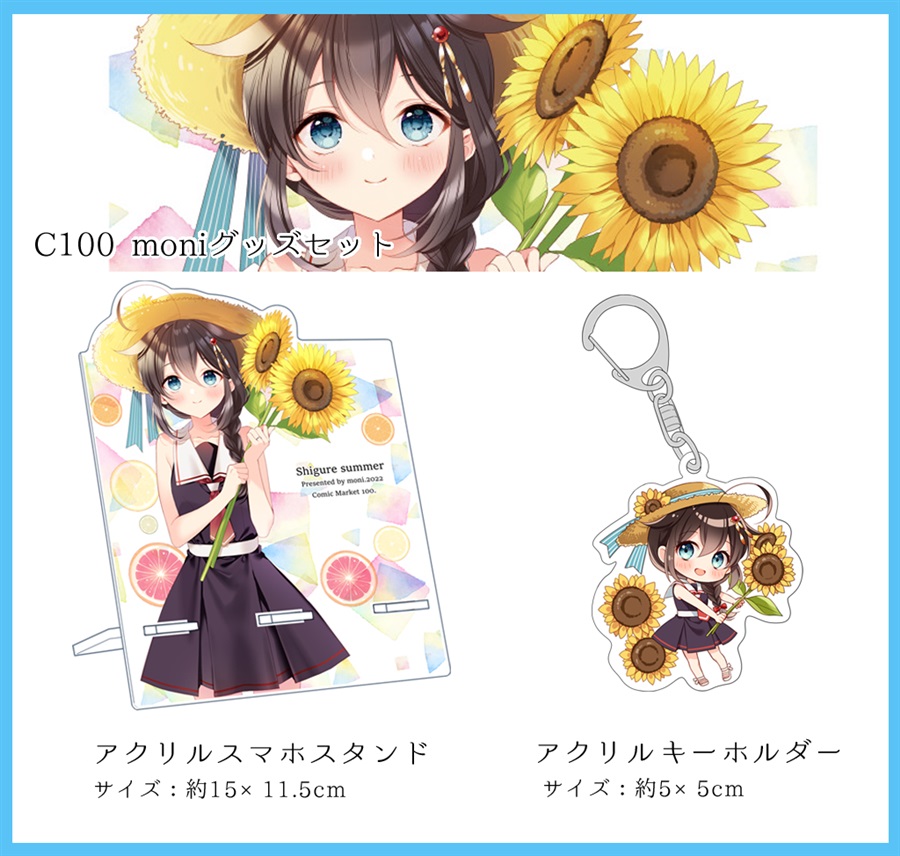 C100 moniグッズセット
Shigure summer
Presented by moni.2022
Comic Market 100.
アクリルスマホスタンド
サイズ：約15× 11.5cm
アクリルキーホルダー
サイズ：約5× 5cm